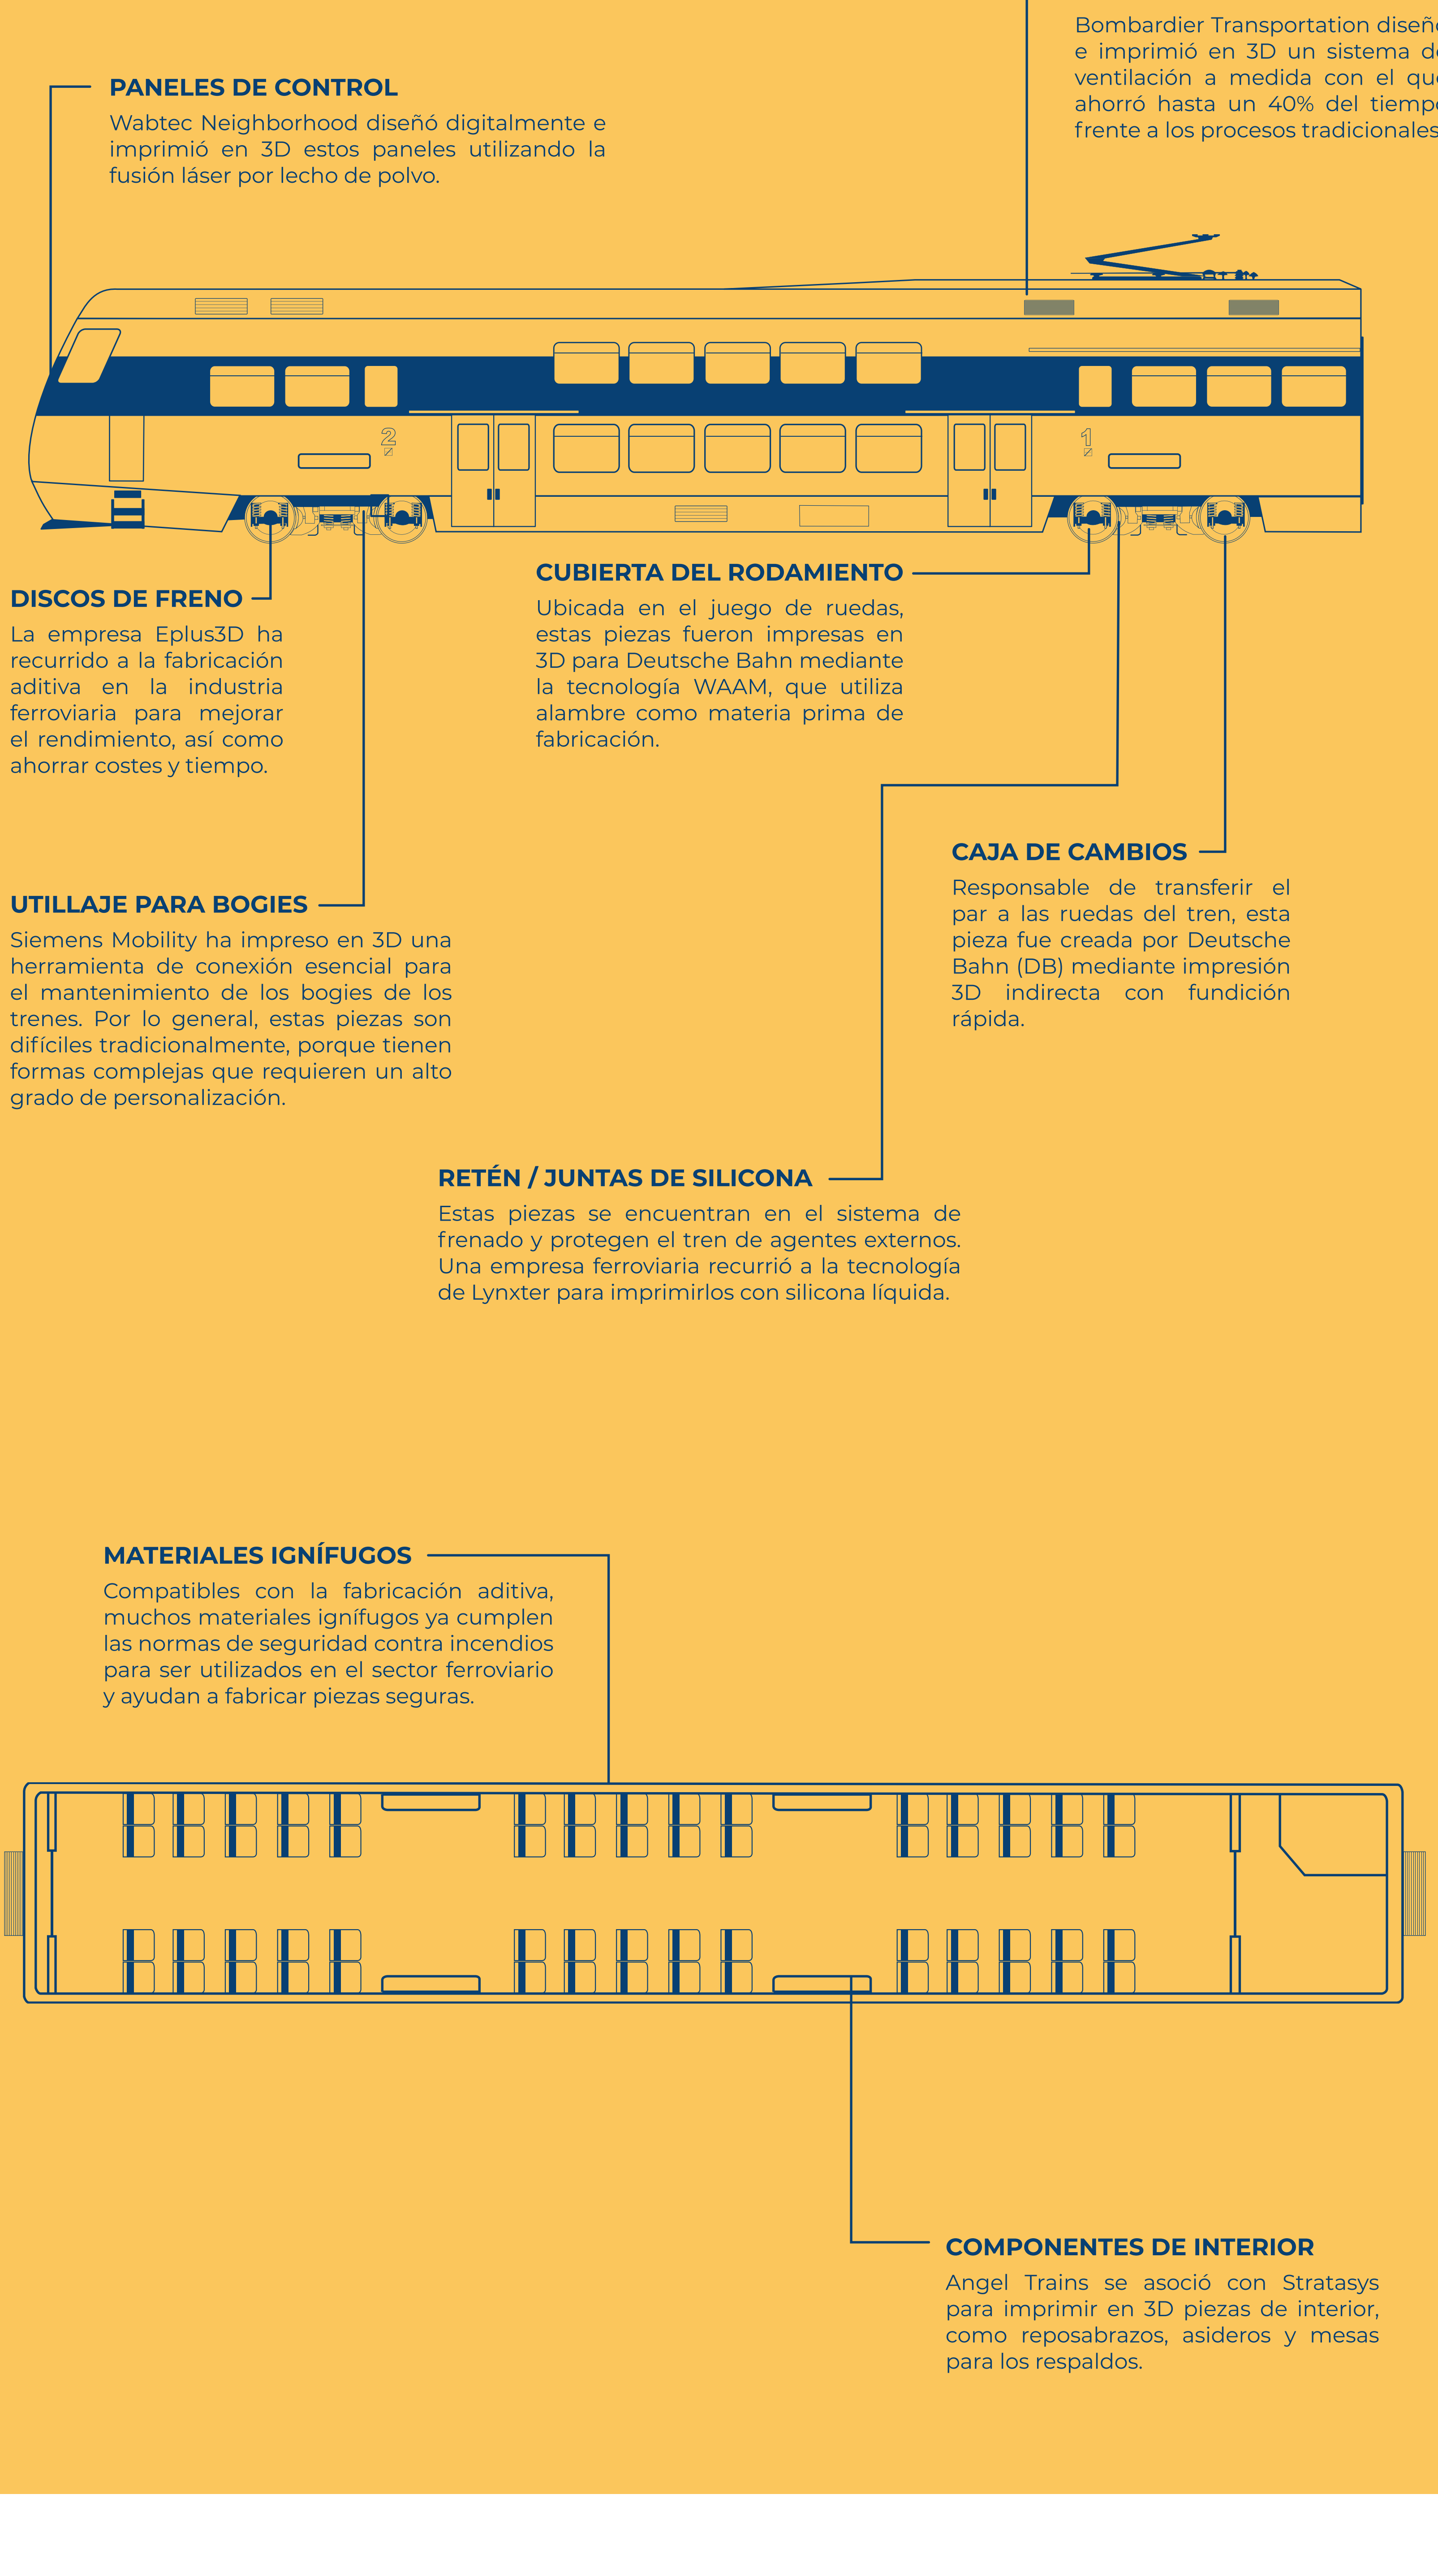 Bombardier Transportation diseñó
e imprimió en 3D un sistema de
ventilación a medida con el que
ahorró hasta un 40% del tiempo
frente a los procesos tradicionales
PANELES DE CONTROL
Wabtec Neighborhood diseñó digitalmente e
imprimió en 3D estos paneles utilizando la
fusión láser por lecho de polvo.
2
1
DISCOS DE FRENO
La empresa Eplus3D ha
recurrido a la fabricación
aditiva en la industria
ferroviaria para mejorar
el rendimiento, así como
ahorrar costes y tiempo.
CUBIERTA DEL RODAMIENTO
Ubicada en el juego de ruedas,
estas piezas fueron impresas en
3D para Deutsche Bahn mediante
la tecnología WAAM, que utiliza
alambre como materia prima de
fabricación.
CAJA DE CAMBIOS
Responsable de transferir el
par a las ruedas del tren, esta
pieza fue creada por Deutsche
Bahn (DB) mediante impresión
3D indirecta con fundición
rápida.
UTILLAJE PARA BOGIES
Siemens Mobility ha impreso en 3D una
herramienta de conexión esencial para
el mantenimiento de los bogies de los
trenes. Por lo general, estas piezas son
difíciles tradicionalmente, porque tienen
formas complejas que requieren un alto
grado de personalización.
RETÉN / JUNTAS DE SILICONA
Estas piezas se encuentran en el sistema de
frenado y protegen el tren de agentes externos.
Una empresa ferroviaria recurrió a la tecnología
de Lynxter para imprimirlos con silicona líquida.
MATERIALES IGNÍFUGOS
Compatibles con la fabricación aditiva,
muchos materiales ignífugos ya cumplen
las normas de seguridad contra incendios
para ser utilizados en el sector ferroviario
y ayudan a fabricar piezas seguras.
COMPONENTES DE INTERIOR
Angel Trains se asoció con Stratasys
para imprimir en 3D piezas de interior,
como reposabrazos, asideros y mesas
para los respaldos.